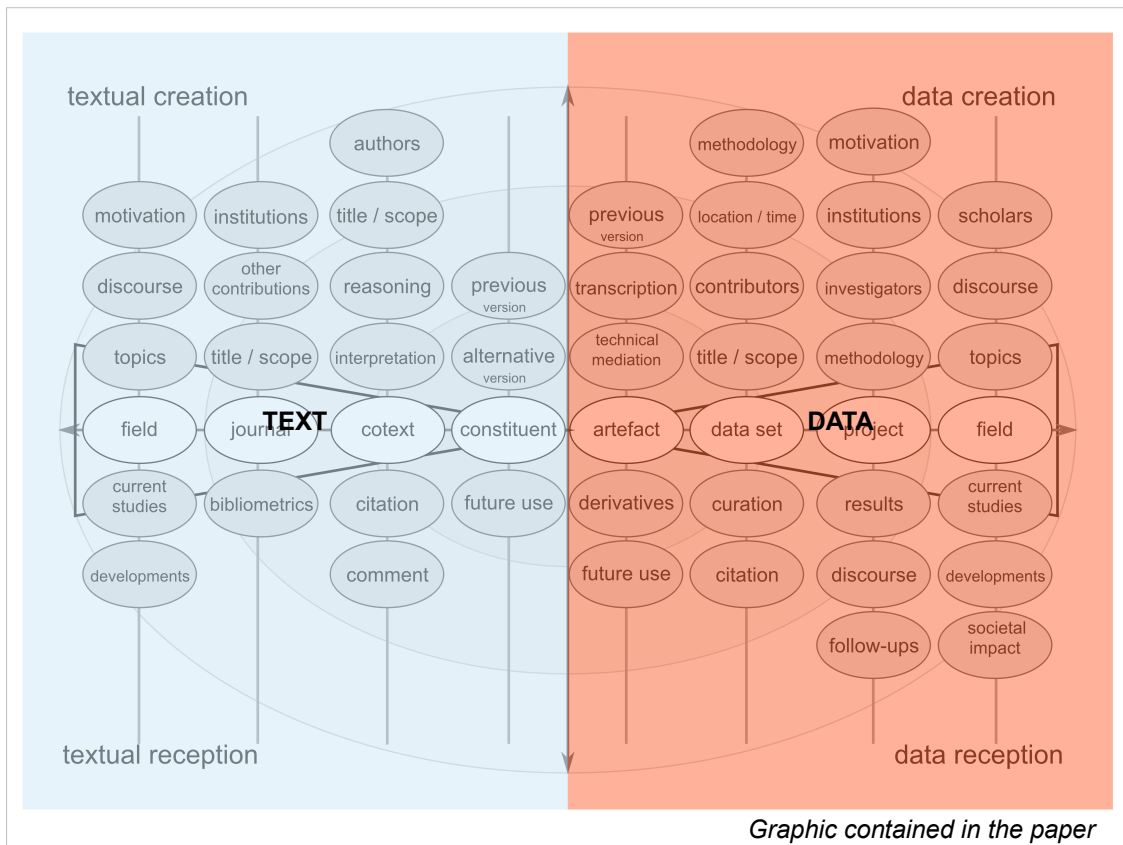 textual creation
data creation
authors
methodology
motivation
motivation
institutions
title / scope
previous
version
location / time
institutions
scholars
discourse
other
contributions
reasoning
previous
version
transcription
contributors
investigators
discourse
topics
title / scope
interpretation
alternative
version
technical
mediation
title / scope
methodology
topics
TEXT
DATA
field
journal
cotext
constituent
artefact
data set
project
field
current
studies
bibliometrics
citation
future use
derivatives
curation
results
current
studies
developments
comment
future use
citation
discourse
developments
follow-ups
societal
impact
textual reception
data reception
Graphic contained in the paper